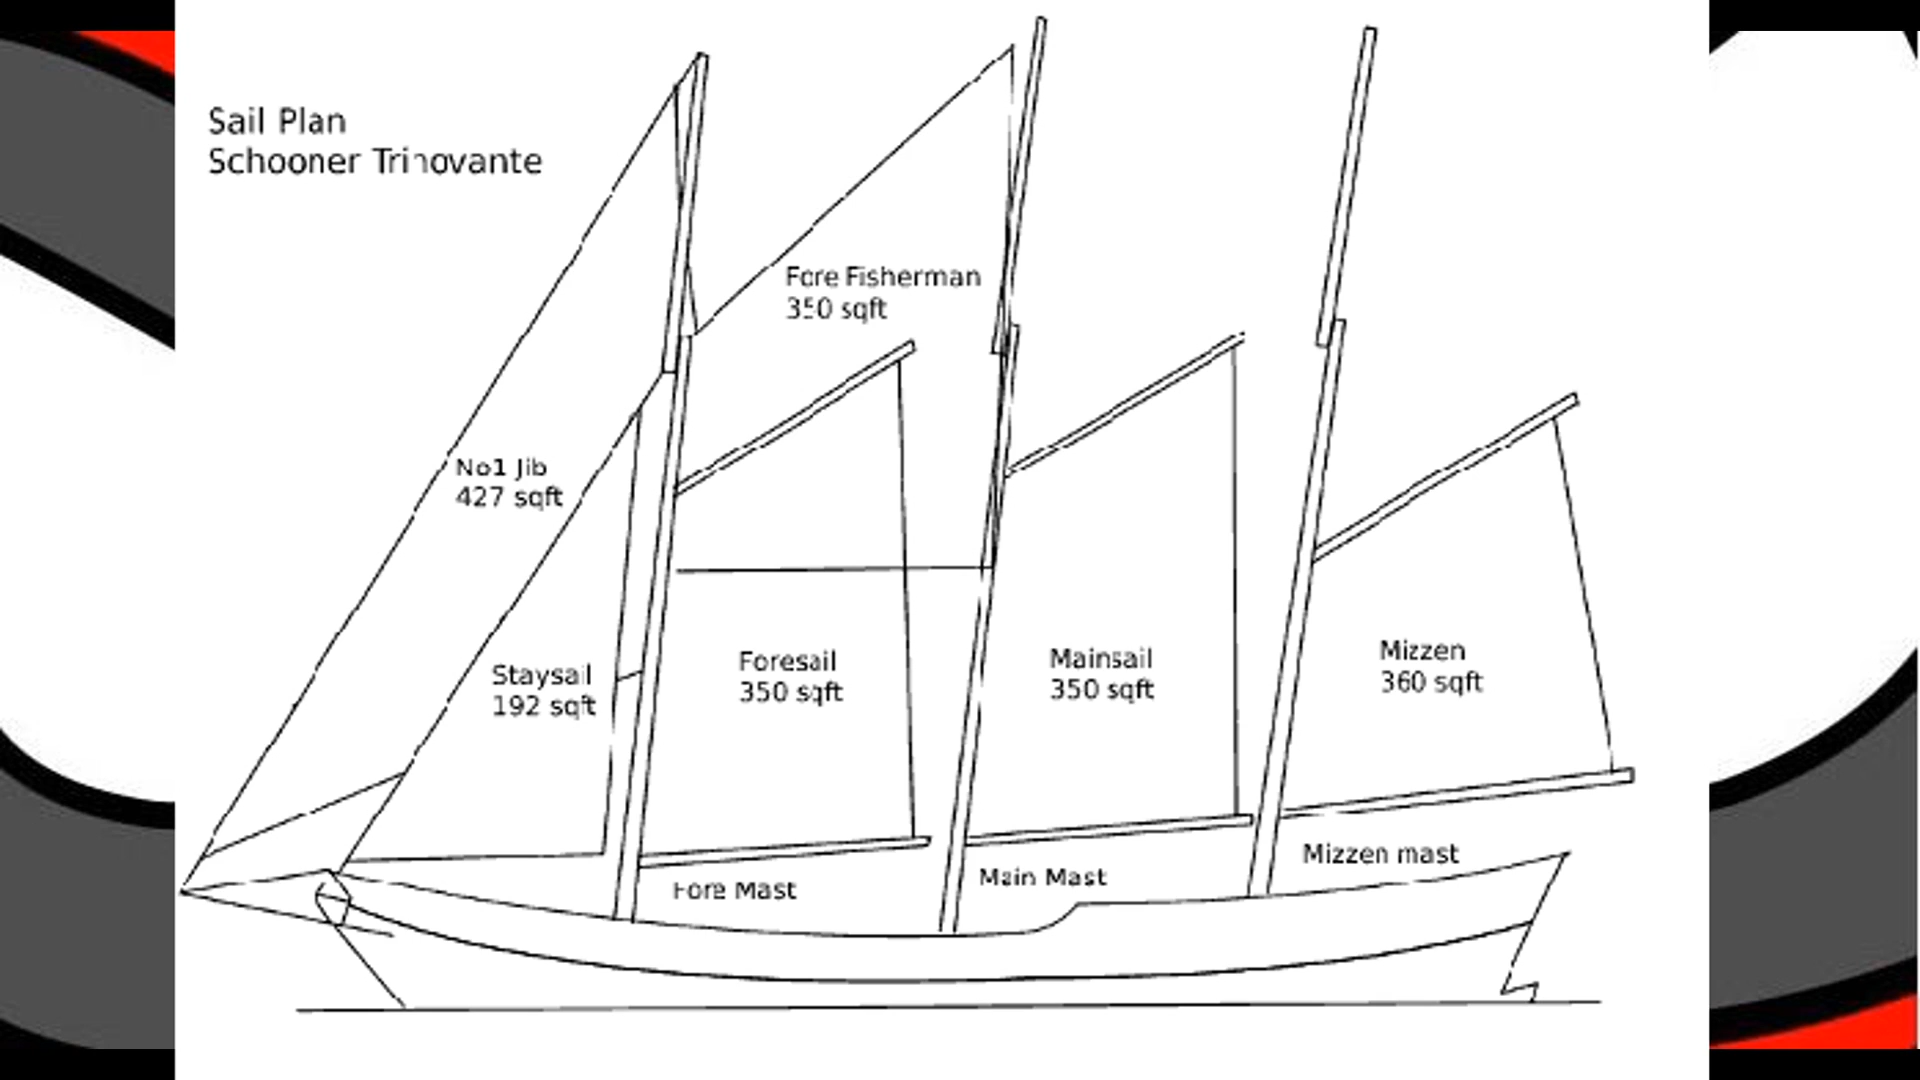 Sail Plan
Schooner Trinovante
Fore Fisherman
350 sqft
No1 Jib
427 sqft
Staysail
192 sqft
Foresail
350 sqft
Mainsail
350 sqft
Mizzen
360 sqft
Fore Mast
Main Mast
Mizzen mast